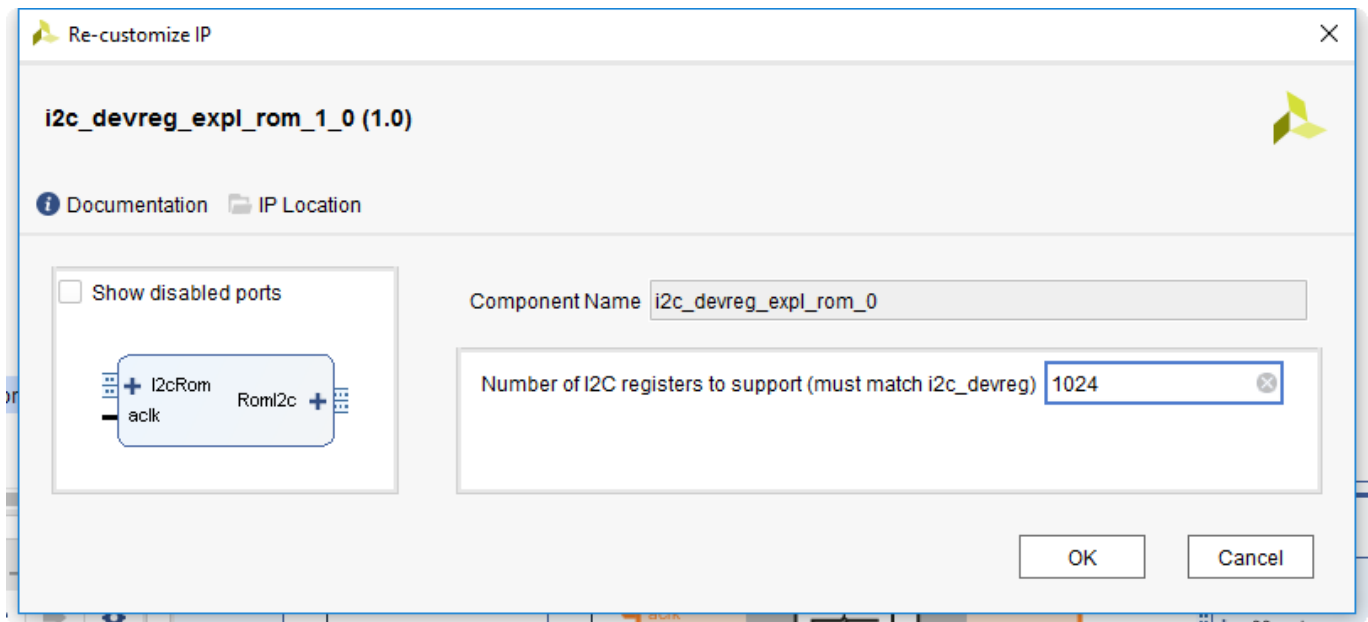 Re-customize IP
i2c_devreg_expl_rom_1_0 (1.0)
Documentation IP Location
Show disabled ports
I2cRom
RomI2c
aclk
Component Name i2c_devreg_expl_rom_0
Number of I2C registers to support (must match i2c_devreg) 1024
OK Cancel